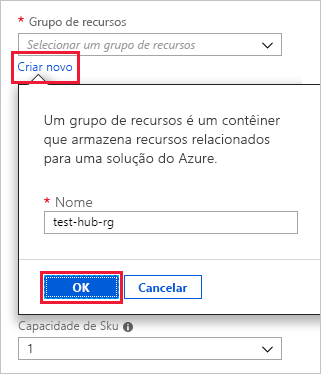 * Grupo de recursos
Selecionar um grupo de recursos
Criar novo
Um grupo de recursos é um contêiner
que armazena recursos relacionados
para uma solução do Azure.
* Nome
test-hub-rg
OK Cancelar
Capacidade de Sku
1